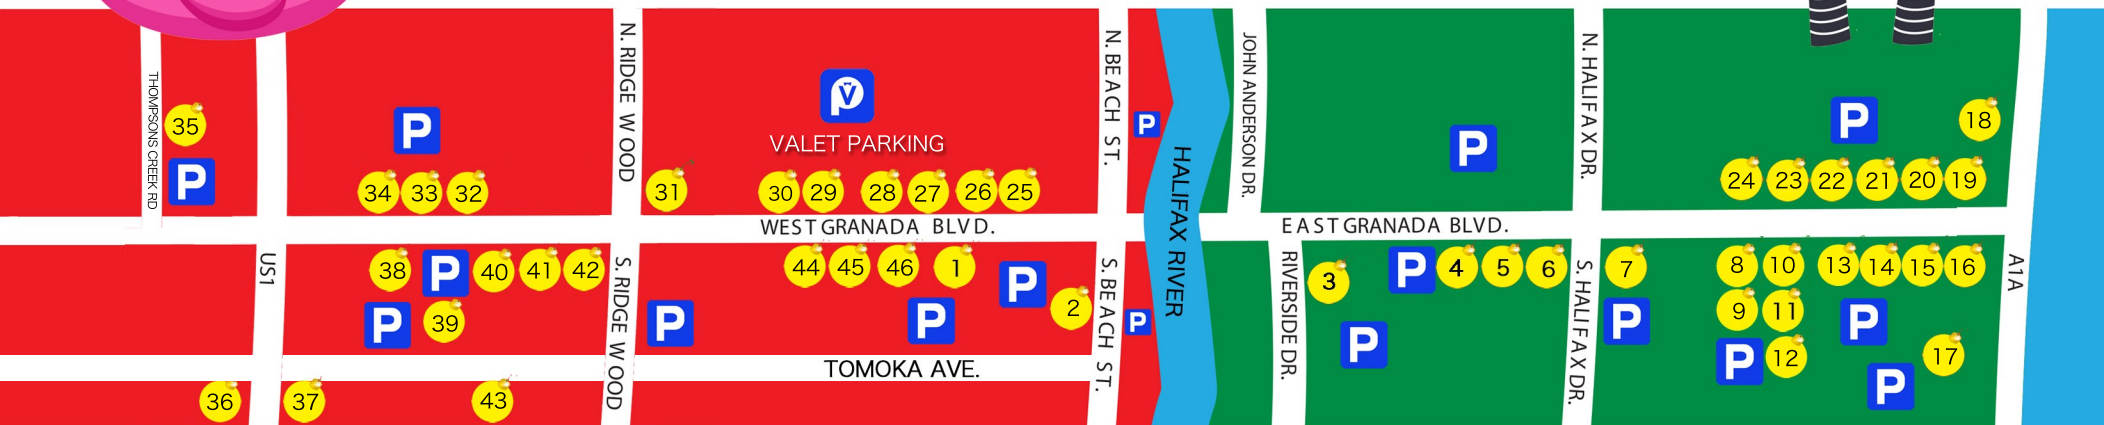 THOMPSONS CREEK RD
35
P
US1
34
33
32
P
N. RIDGE WOOD
31
V
VALET PARKING
30
29
28
27
26
25
N. BEACH ST.
P
HALIFAX RIVER
JOHN ANDERSON DR.
P
N. HALIFAX DR.
P
18
24
23
22
21
20
19
WEST GRANADA BLVD.
EAST GRANADA BLVD.
38
P
40
41
42
P
39
S. RIDGE WOOD
P
44
45
46
1
P
P
2
S. BEACH ST.
P
RIVERSIDE DR.
3
P
4
5
6
P
S. HALIFAX DR.
7
P
8
10
13
14
15
16
9
11
P
P
12
17
P
A1A
TOMOKA AVE.
36
37
43